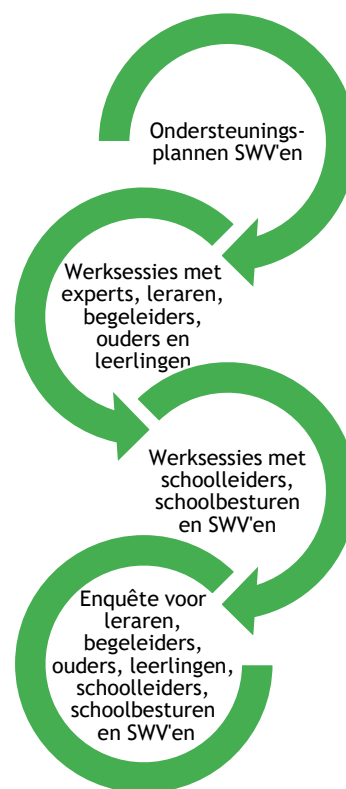 Ondersteunings-
plannen SWV'en
Werksessies met
experts, leraren,
begeleiders,
ouders en
leerlingen
Werksessies met
schoolleiders,
schoolbesturen
en SWV'en
Enquête voor
leraren,
begeleiders,
ouders, leerlingen,
schoolleiders,
schoolbesturen
en SWV'en